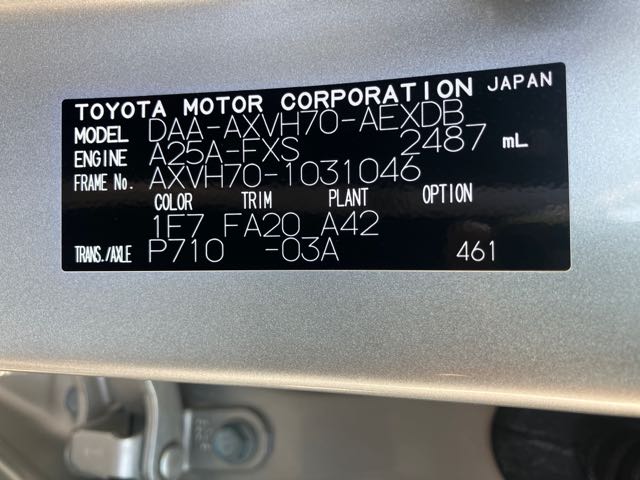 TOYOTA MOTOR CORPORATION JAPAN
MODEL DAA-AXVH70-AEXDB
ENGINE A25A-FXS 2487 mL
FRAME No. AXVH70-1031046
COLOR TRIM PLANT OPTION
1F7 FA20 A42
TRANS./AXLE P710 -03A 461